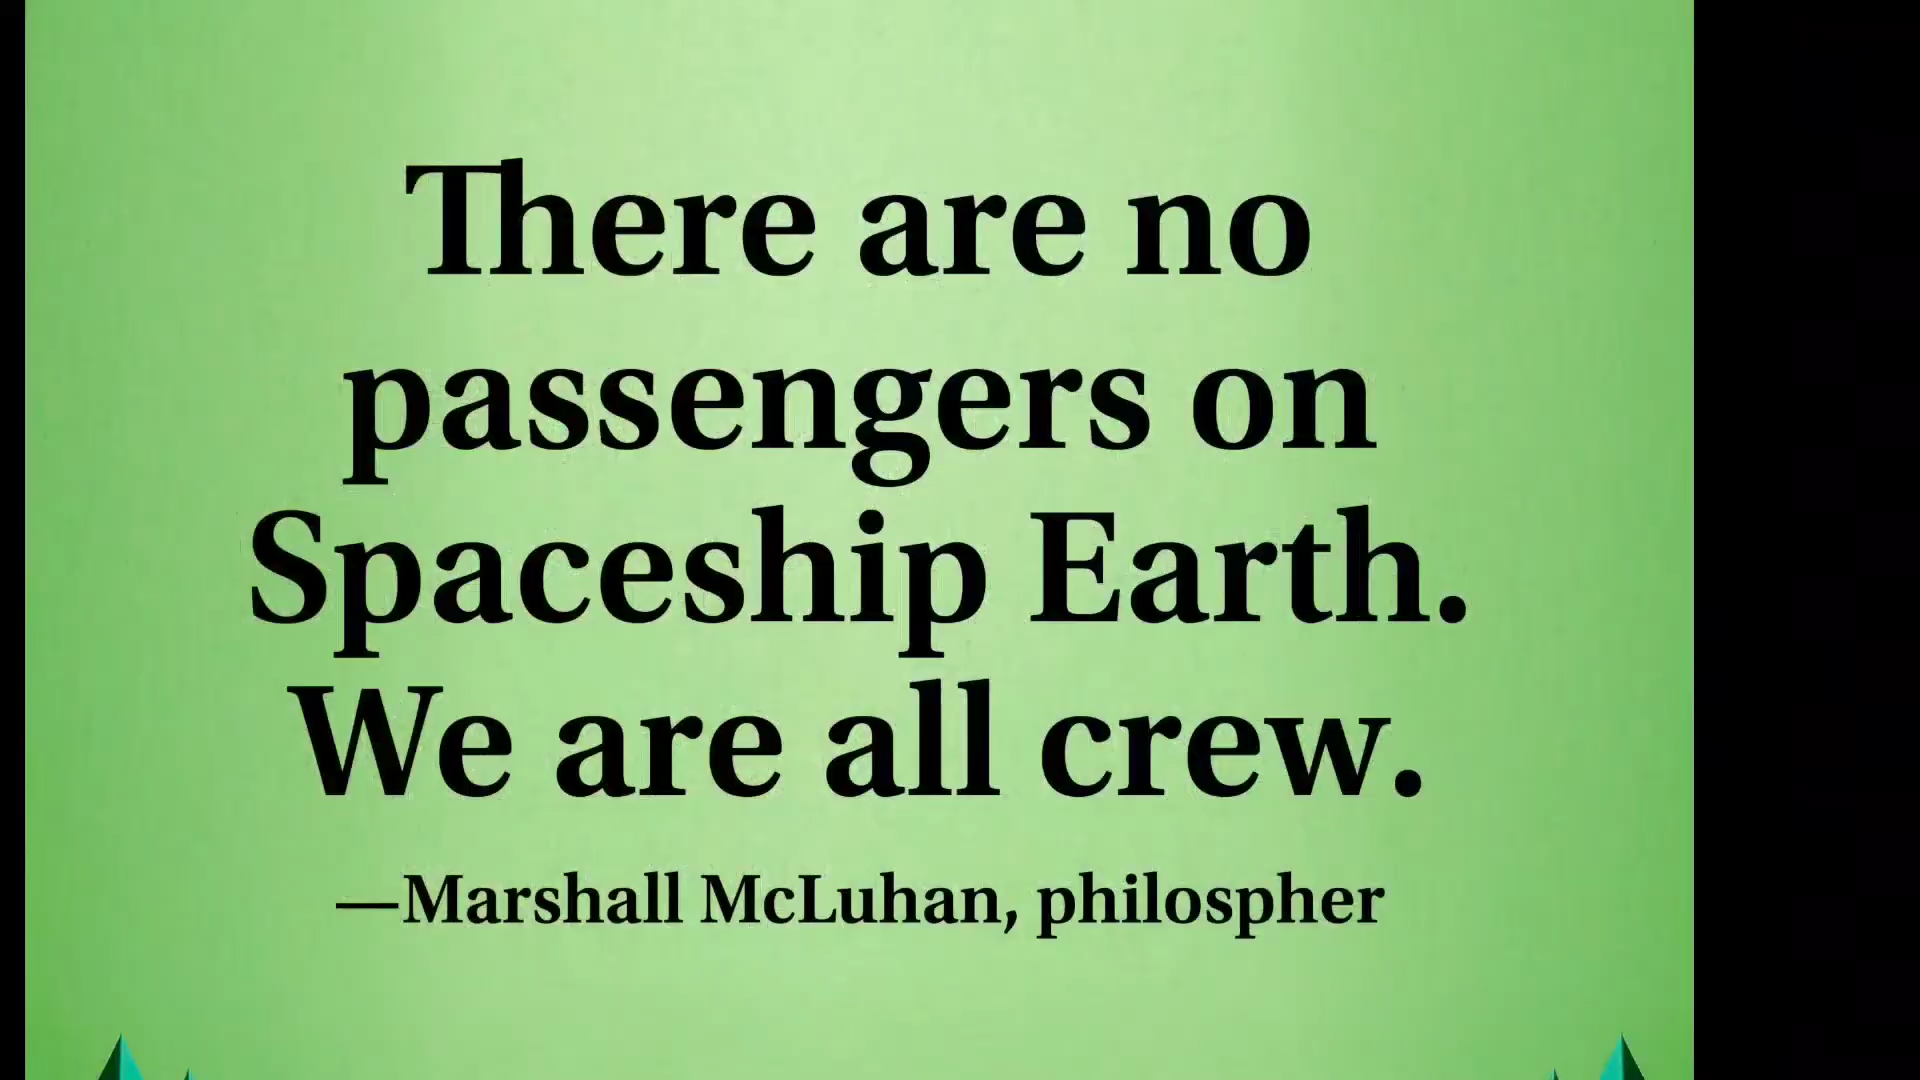 There are no
passengers on
Spaceship Earth.
We are all crew.
—Marshall McLuhan, philospher